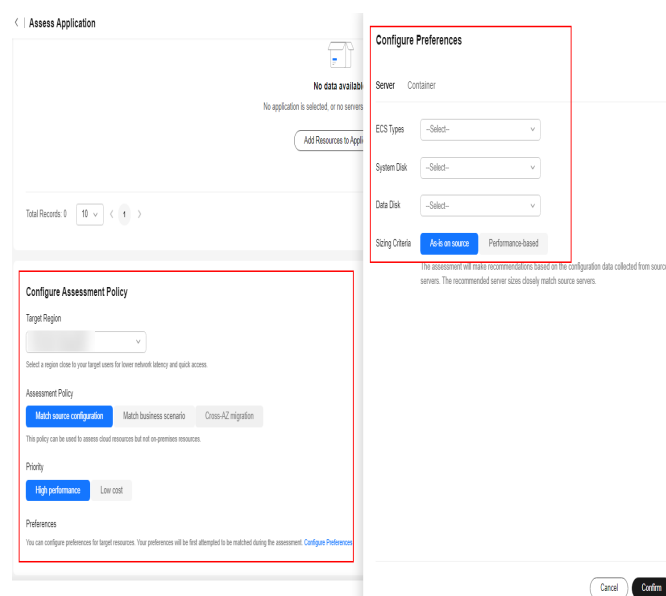 Assess Application
No data availabl
No application is selected, or no servers
Add Resources to Appli
Total Records: 0 10 1
Configure Assessment Policy
Target Region
Select a region close to your target users for lower network latency and quick access.
Assessment Policy
Match source configuration Match business scenario Cross-AZ migration
This policy can be used to assess cloud resources but not on-premises resources.
Priority
High performance Low cost
Preferences
You can configure preferences for target resources. Your preferences will be first attempted to be matched during the assessment. Configure Preferences
Configure Preferences
Server Container
ECS Types --Select--
System Disk --Select--
Data Disk --Select--
Sizing Criteria As-is on source Performance-based
The assessment will make recommendations based on the configuration data collected from source
servers. The recommended server sizes closely match source servers.
Cancel Confirm